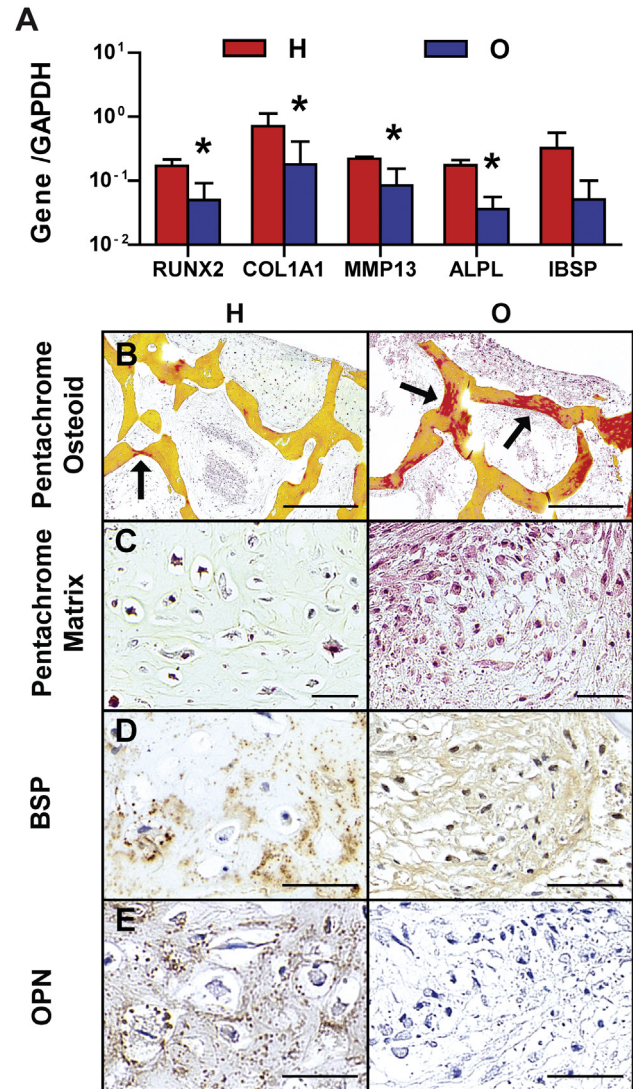 A
H
O
Gene /GAPDH
10¹
10⁰
10⁻¹
10⁻²
*
*
*
*
RUNX2
COL1A1
MMP13
ALPL
IBSP
H
O
B
Pentachrome
Osteoid
C
Pentachrome
Matrix
D
BSP
E
OPN